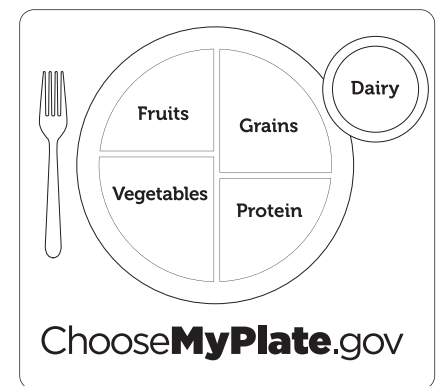 Fruits
Grains
Dairy
Vegetables
Protein
ChooseMyPlate.gov